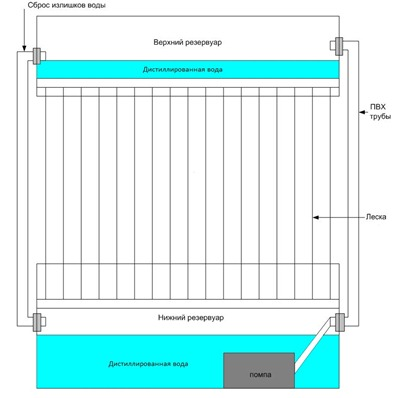 Сброс излишков воды
Верхний резервуар
Дистиллированная вода
ПВХ
трубы
Леска
Нижний резервуар
Дистиллированная вода
помпа